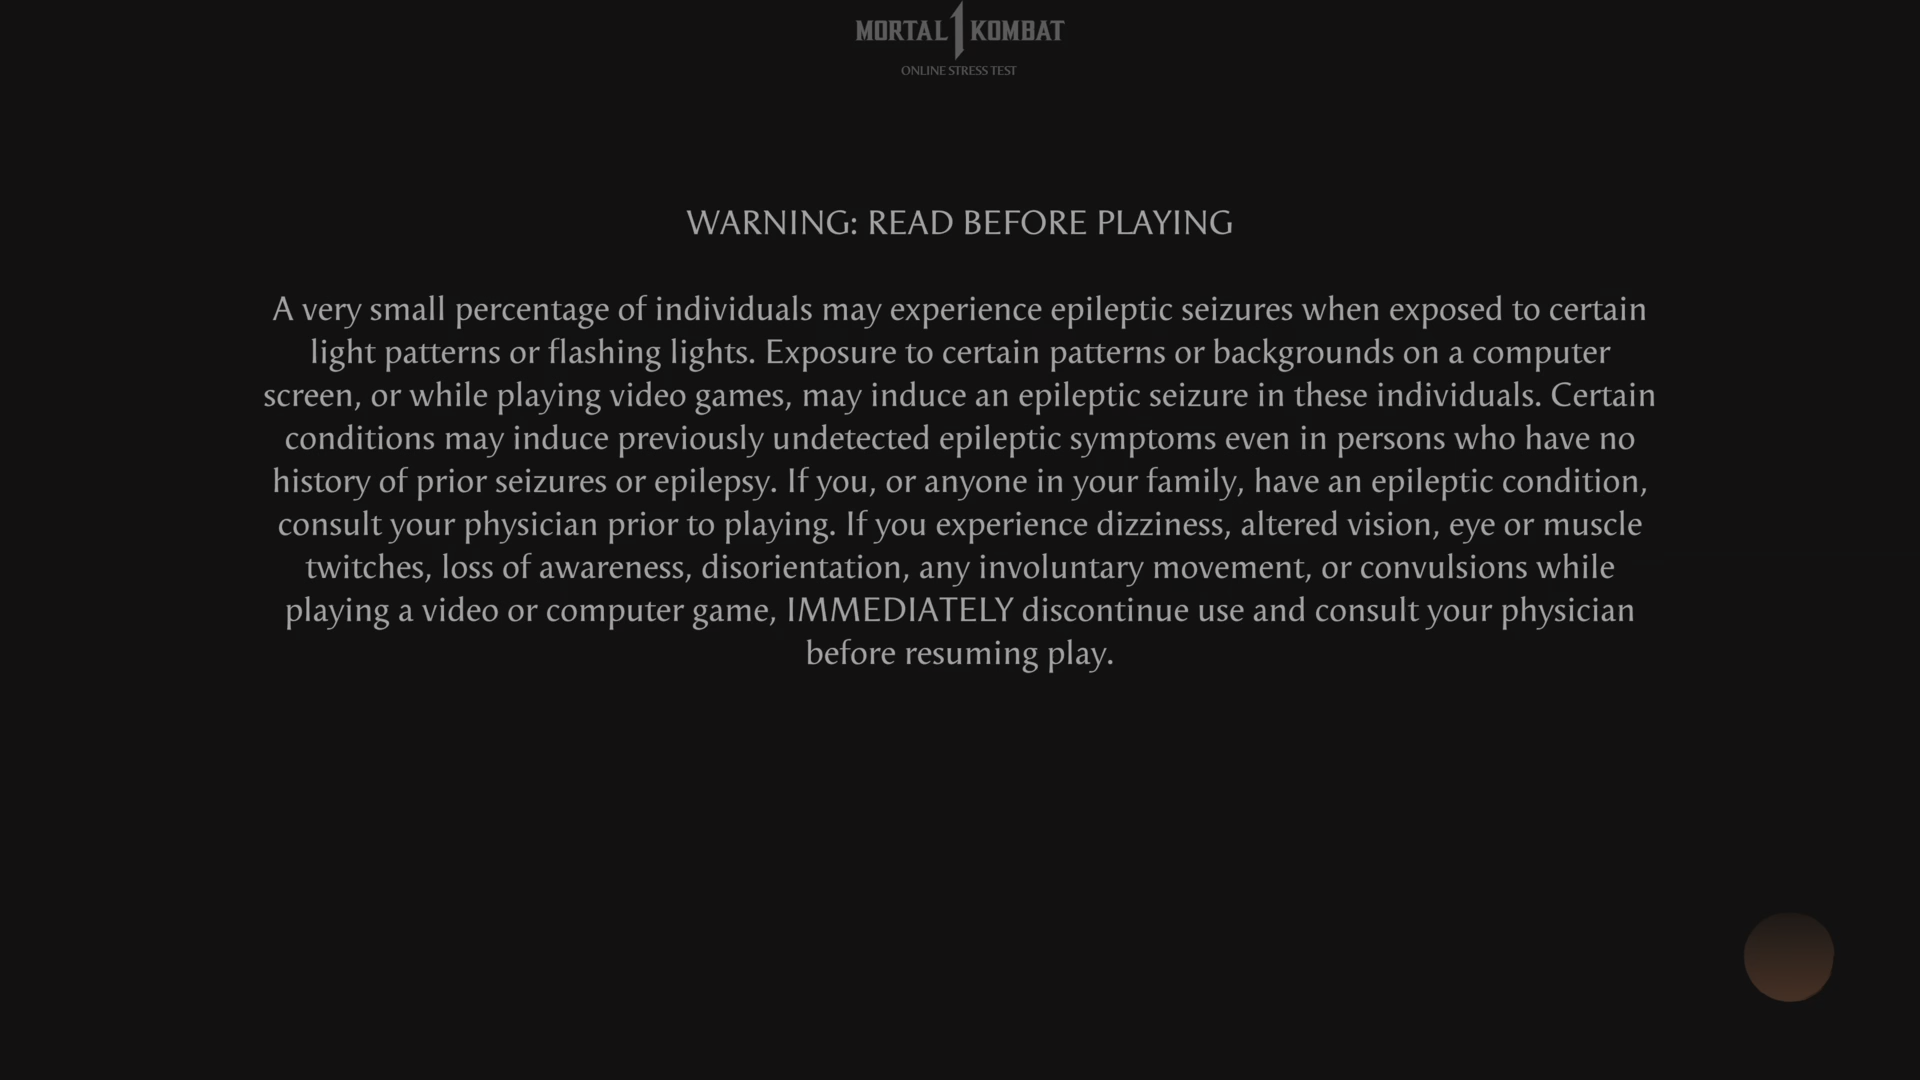 MORTAL 1 KOMBAT
ONLINE STRESS TEST
WARNING: READ BEFORE PLAYING
A very small percentage of individuals may experience epileptic seizures when exposed to certain
light patterns or flashing lights. Exposure to certain patterns or backgrounds on a computer
screen, or while playing video games, may induce an epileptic seizure in these individuals. Certain
conditions may induce previously undetected epileptic symptoms even in persons who have no
history of prior seizures or epilepsy. If you, or anyone in your family, have an epileptic condition,
consult your physician prior to playing. If you experience dizziness, altered vision, eye or muscle
twitches, loss of awareness, disorientation, any involuntary movement, or convulsions while
playing a video or computer game, IMMEDIATELY discontinue use and consult your physician
before resuming play.